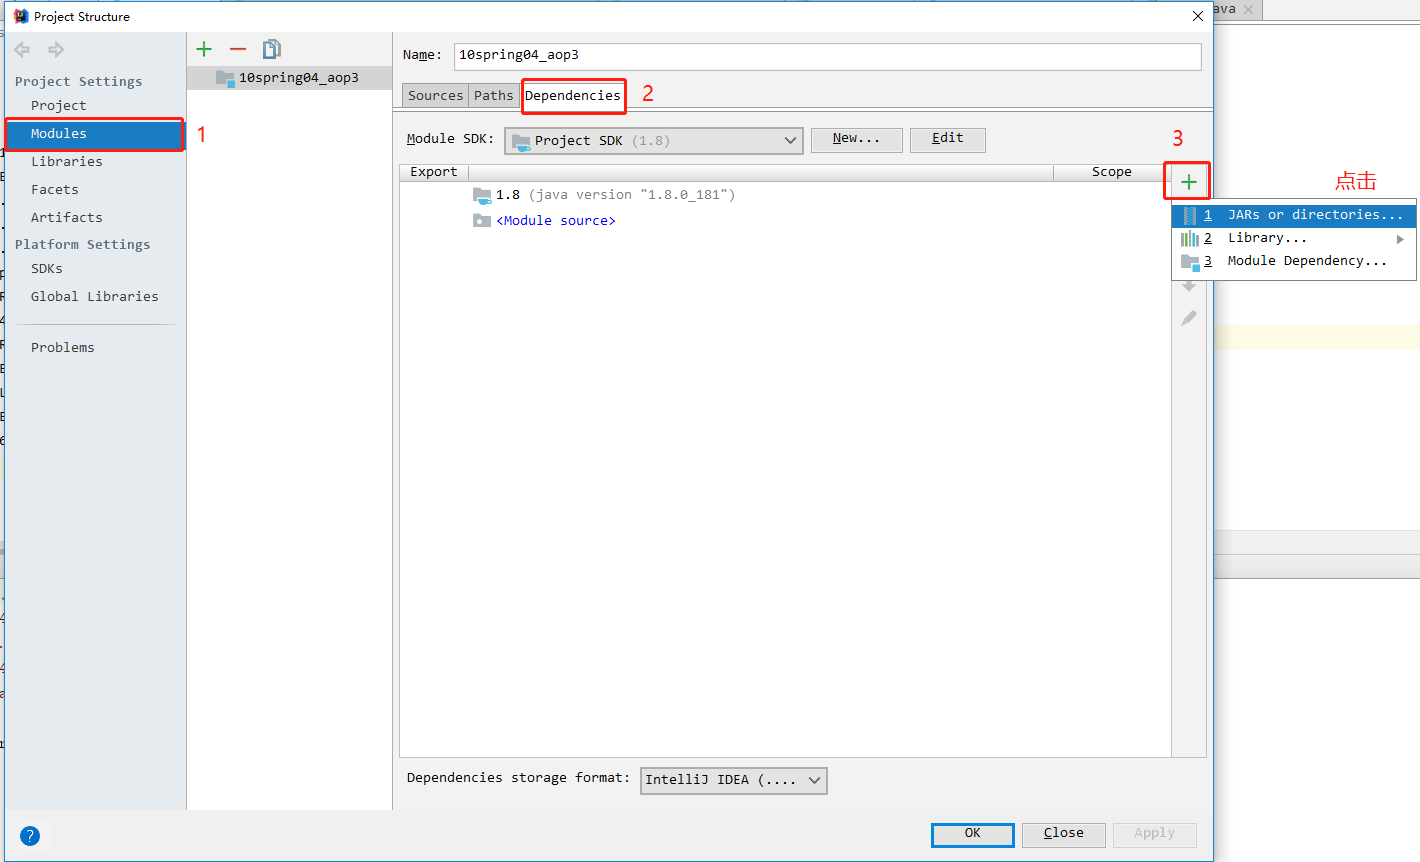 Project Structure
ava
Name: 10spring04_aop3
10spring04_aop3
Project Settings
Project
Modules
1
Libraries
Facets
Artifacts
Platform Settings
SDKs
Global Libraries
Problems
Sources Paths Dependencies 2
Module SDK: Project SDK (1.8) New... Edit
3
Export Scope
点击
1.8 (java version "1.8.0_181")
<Module source>
1 JARs or directories...
2 Library...
3 Module Dependency...
Dependencies storage format: IntelliJ IDEA (....
? OK Close Apply